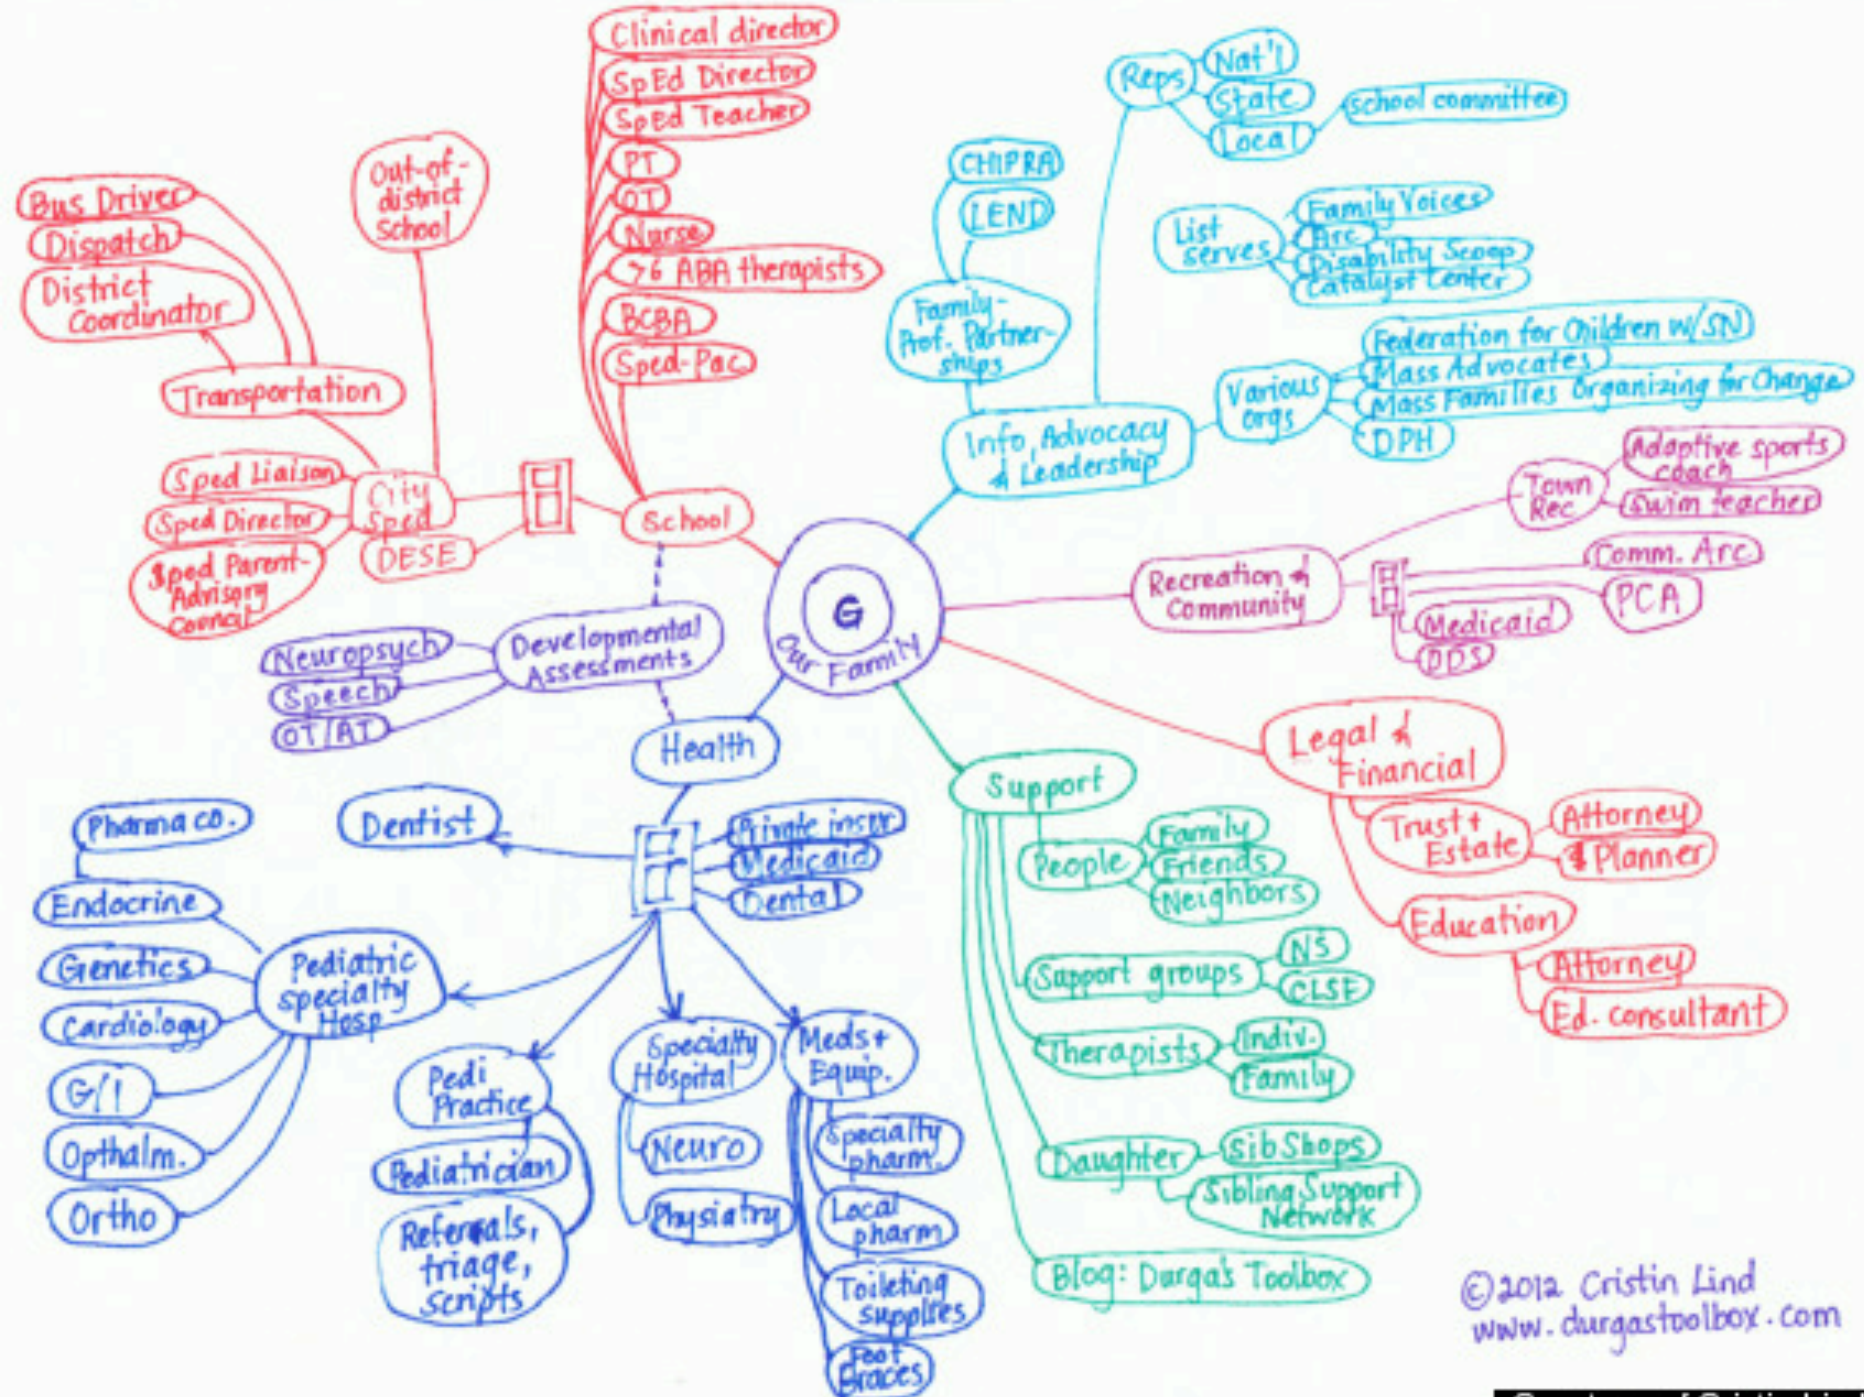 Clinical director
SpEd Director
SpEd Teacher
PT
OT
Nurse
>6 ABA therapists
BCBA
Sped-Pac
Out-of-
district
School
Bus Driver
Dispatch
District
Coordinator
Transportation
Sped Liaison
Sped Director
$ped Parent-
Advisory
Council
City
Sped
DESE
School
Reps
Nat'l
State
Local
school committee
CHIPRA
LEND
Family-
Prof. Partner-
ships
List
serves
Family Voices
Arc
Disability Scoop
Catalyst Center
Various
orgs
Federation for Children w/SN
Mass Advocates
Mass Families Organizing for Change
DPH
Info, Advocacy
& Leadership
Town
Rec
Adaptive sports
coach
Swim teacher
Recreation &
Community
Comm. Arc
PCA
Medicaid
DDS
G
Our Family
Developmental
Assessments
Neuropsych
Speech
OT/AT
Health
Dentist
Private insur
Medicaid
Dental
Pharma co.
Endocrine
Genetics
Cardiology
G/I
Opthalm.
Ortho
Pediatric
specialty
Hosp
Pedi
Practice
Pediatrician
Referrals,
triage,
scripts
Specialty
Hospital
Neuro
Physiatry
Meds+
Equip.
Specialty
pharm.
Local
pharm
Toileting
supplies
Foot
Braces
Support
People
Family
Friends
Neighbors
Support groups
NS
CLSF
Therapists
Indiv.
Family
Daughter
SibShops
Sibling Support
Network
Blog: Durga's Toolbox
Legal &
Financial
Trust+
Estate
Attorney
$ Planner
Education
Attorney
Ed. consultant
©2012 Cristin Lind
www.durgastoolbox.com